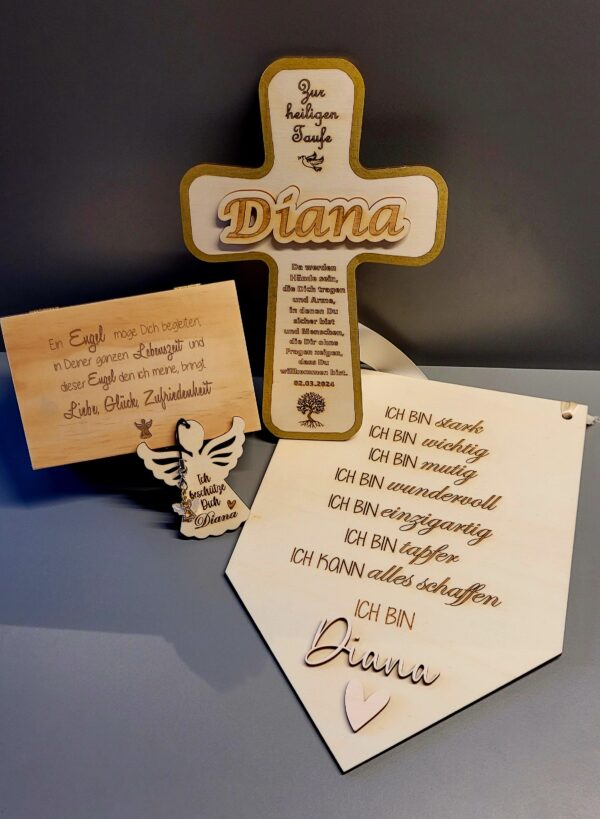 Zur
heiligen
Taufe
Diana
Da werden
Hände sein,
die Dich tragen
und Arme,
in denen Du
sicher bist
und Menschen,
die Dir ohne
Fragen zeigen,
dass Du
willkommen bist.
02.03.2024
Ein Engel möge Dich begleiten,
in Deiner ganzen Lebenszeit und
dieser Engel den ich meine, bringt
Liebe, Glück, Zufriedenheit
Ich
beschütze
Dich
Diana
ICH BIN stark
ICH BIN wichtig
ICH BIN mutig
ICH BIN wundervoll
ICH BIN einzigartig
ICH BIN tapfer
ICH KANN alles schaffen
ICH BIN
Diana